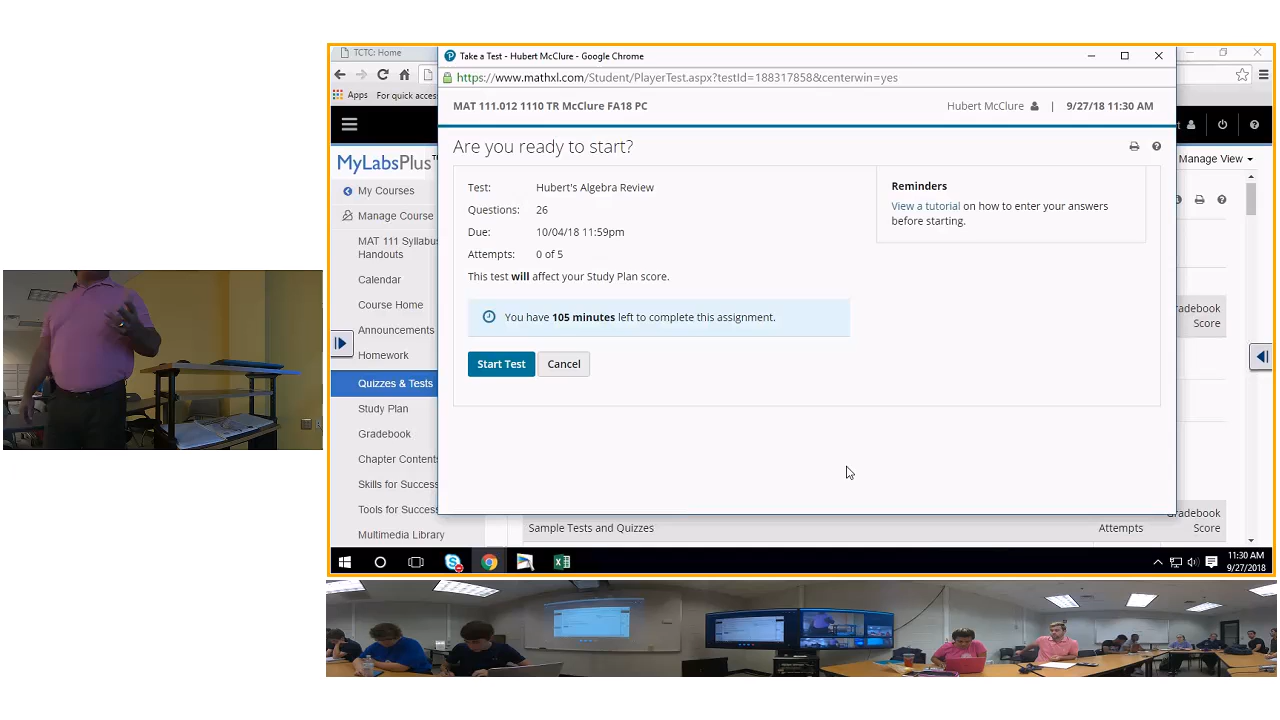 TCTC: Home
Take a Test - Hubert McClure - Google Chrome
https://www.mathxl.com/Student/PlayerTest.aspx?testId=188317858&centerwin=yes
Apps For quick acces
MAT 111.012 1110 TR McClure FA18 PC
Hubert McClure
9/27/18 11:30 AM
MyLabsPlus
Manage View
Are you ready to start?
My Courses
Manage Course
MAT 111 Syllabu
Handouts
Calendar
Course Home
Announcements
Homework
Quizzes & Tests
Study Plan
Gradebook
Chapter Content
Skills for Succes
Tools for Succes
Multimedia Library
Test: Hubert's Algebra Review
Questions: 26
Due: 10/04/18 11:59pm
Attempts: 0 of 5
This test will affect your Study Plan score.
You have 105 minutes left to complete this assignment.
Start Test
Cancel
Reminders
View a tutorial on how to enter your answers
before starting.
radebook
Score
Sample Tests and Quizzes
Attempts
Gradebook
Score
11:30 AM
9/27/2018